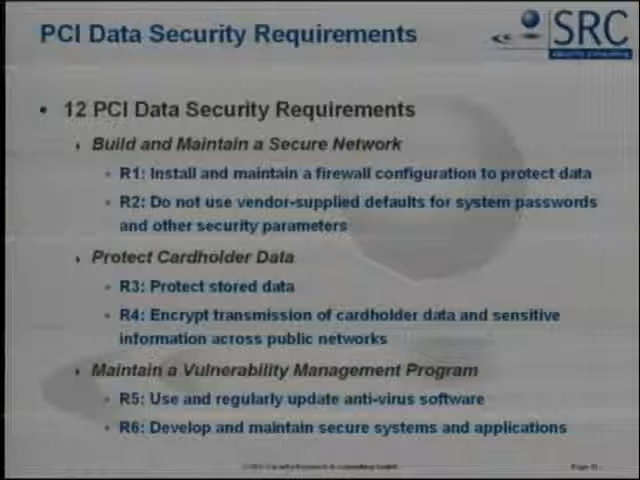 PCI Data Security Requirements
SRC
• 12 PCI Data Security Requirements
Build and Maintain a Secure Network
R1: Install and maintain a firewall configuration to protect data
R2: Do not use vendor-supplied defaults for system passwords
and other security parameters
Protect Cardholder Data
R3: Protect stored data
R4: Encrypt transmission of cardholder data and sensitive
information across public networks
Maintain a Vulnerability Management Program
R5: Use and regularly update anti-virus software
R6: Develop and maintain secure systems and applications
Page